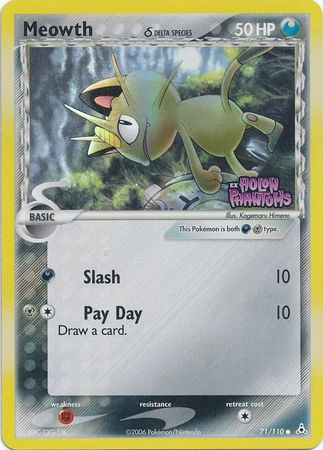 Meowth δ DELTA SPECIES 50 HP
EX HOLON PHANTOMS
Illus. Kagemaru Himeno
BASIC
This Pokémon is both type.
Slash 10
Pay Day 10
Draw a card.
weakness resistance retreat cost
©2006 Pokémon/Nintendo 71/110